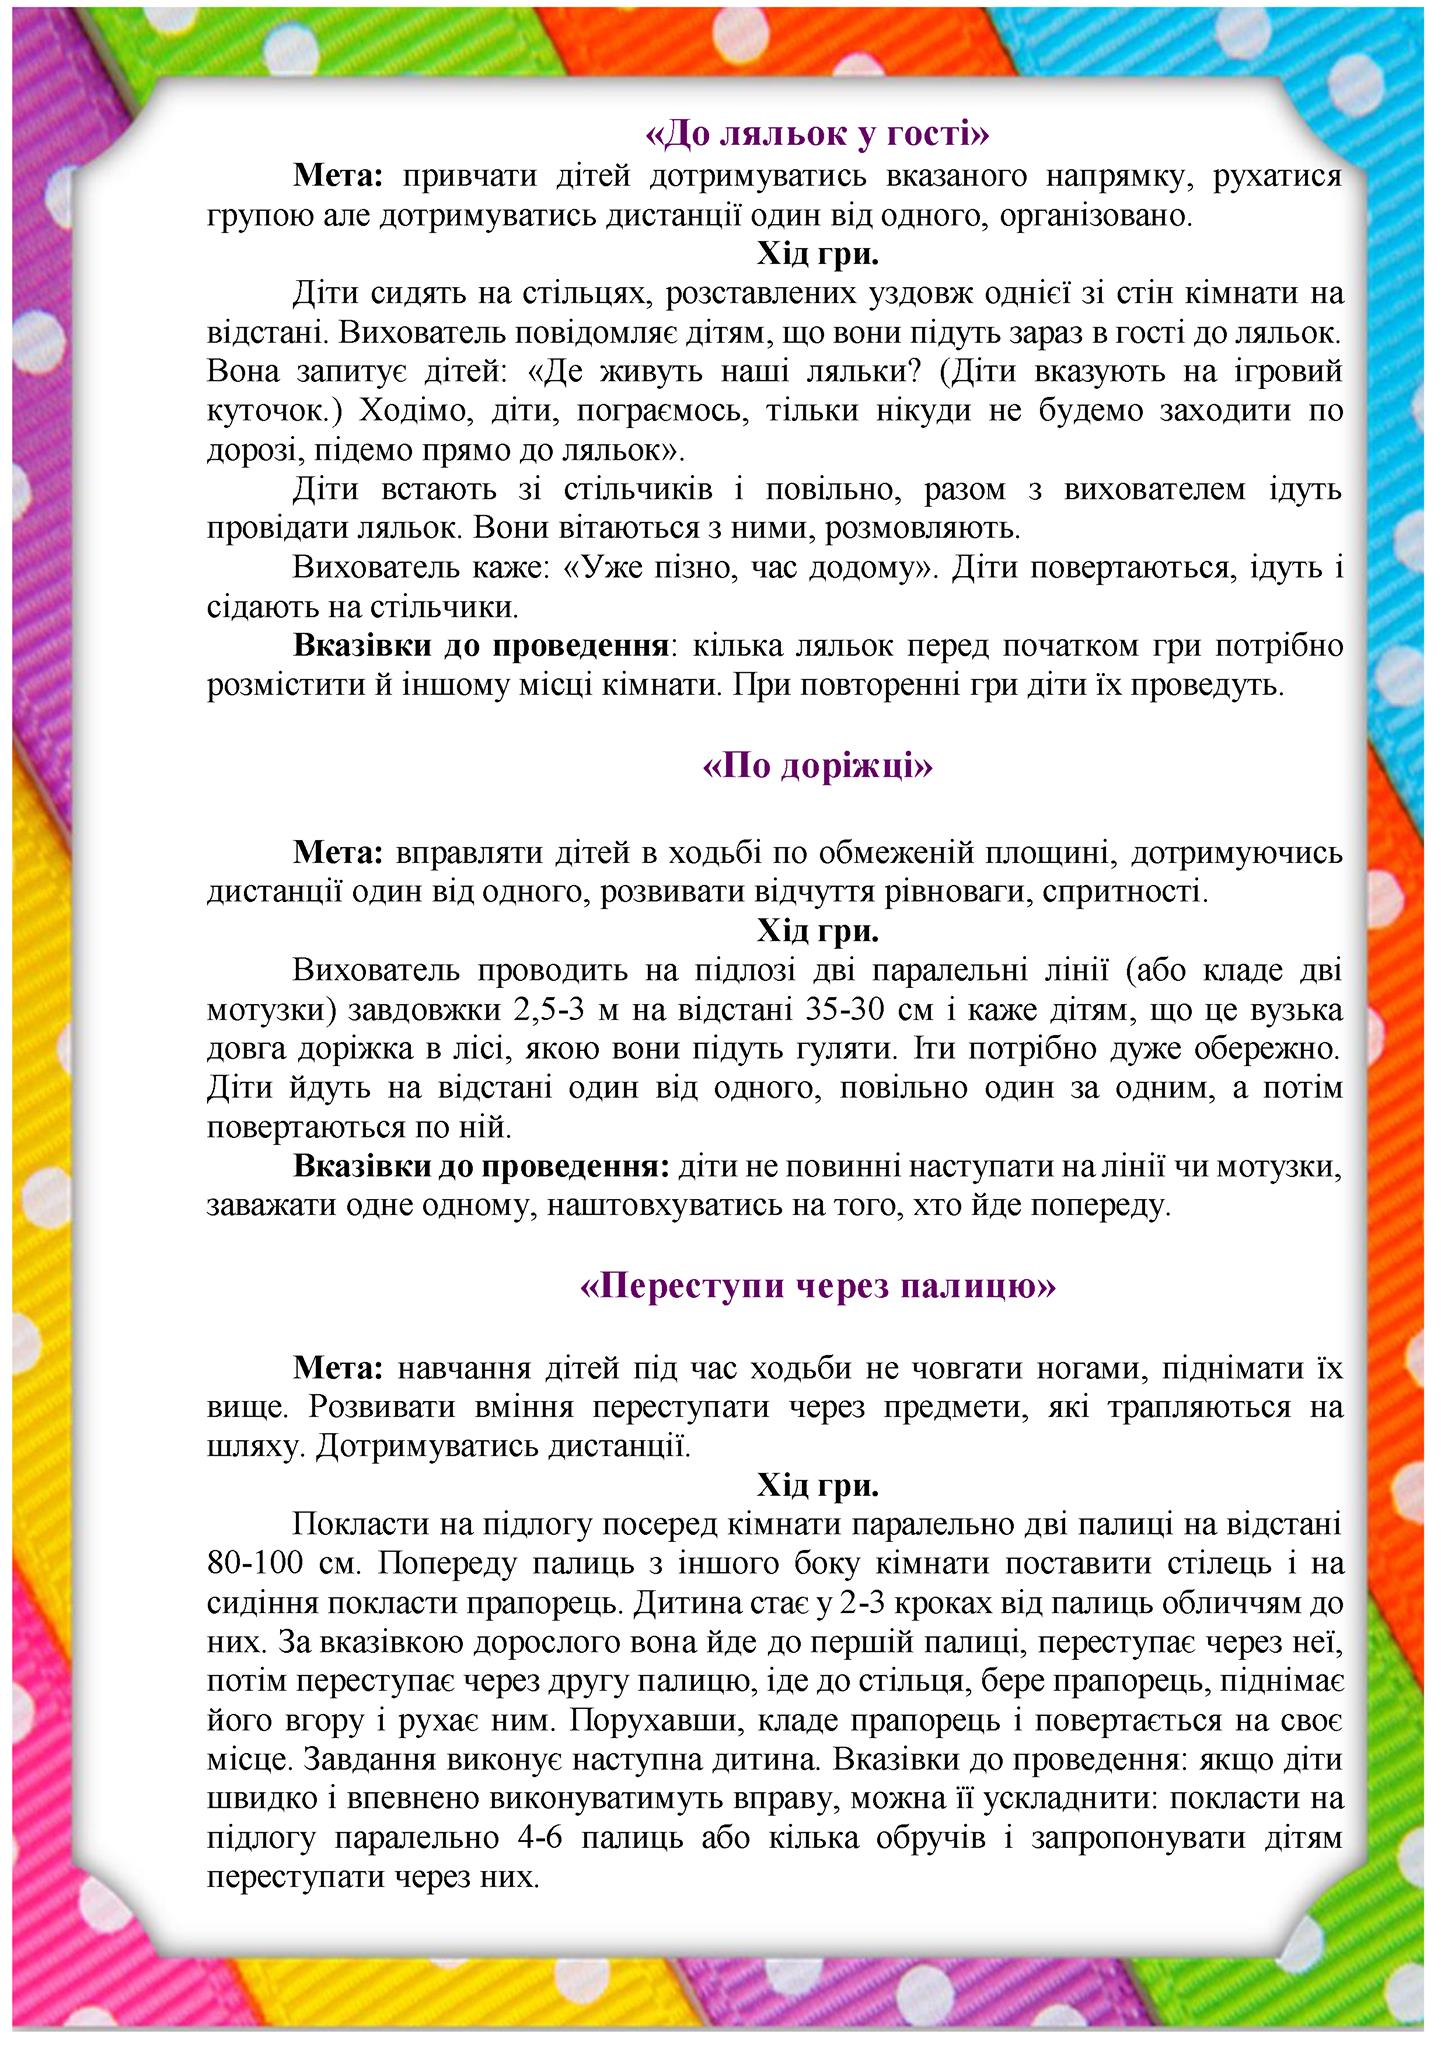 «До ляльок у гості»
Мета: привчати дітей дотримуватись вказаного напрямку, рухатися
групою але дотримуватись дистанції один від одного, організовано.
Хід гри.
Діти сидять на стільцях, розставлених уздовж однієї зі стін кімнати на
відстані. Вихователь повідомляє дітям, що вони підуть зараз в гості до ляльок.
Вона запитує дітей: «Де живуть наші ляльки? (Діти вказують на ігровий
куточок.) Ходімо, діти, пограємось, тільки нікуди не будемо заходити по
дорозі, підемо прямо до ляльок».
Діти встають зі стільчиків і повільно, разом з вихователем ідуть
провідати ляльок. Вони вітаються з ними, розмовляють.
Вихователь каже: «Уже пізно, час додому». Діти повертаються, ідуть і
сідають на стільчики.
Вказівки до проведення: кілька ляльок перед початком гри потрібно
розмістити й іншому місці кімнати. При повторенні гри діти їх проведуть.
«По доріжці»
Мета: вправляти дітей в ходьбі по обмеженій площині, дотримуючись
дистанції один від одного, розвивати відчуття рівноваги, спритності.
Хід гри.
Вихователь проводить на підлозі дві паралельні лінії (або кладе дві
мотузки) завдовжки 2,5-3 м на відстані 35-30 см і каже дітям, що це вузька
довга доріжка в лісі, якою вони підуть гуляти. Іти потрібно дуже обережно.
Діти йдуть на відстані один від одного, повільно один за одним, а потім
повертаються по ній.
Вказівки до проведення: діти не повинні наступати на лінії чи мотузки,
заважати одне одному, наштовхуватись на того, хто йде попереду.
«Переступи через палицю»
Мета: навчання дітей під час ходьби не човгати ногами, піднімати їх
вище. Розвивати вміння переступати через предмети, які трапляються на
шляху. Дотримуватись дистанції.
Хід гри.
Покласти на підлогу посеред кімнати паралельно дві палиці на відстані
80-100 см. Попереду палиць з іншого боку кімнати поставити стілець і на
сидіння покласти прапорець. Дитина стає у 2-3 кроках від палиць обличчям до
них. За вказівкою дорослого вона йде до першій палиці, переступає через неї,
потім переступає через другу палицю, іде до стільця, бере прапорець, піднімає
його вгору і рухає ним. Порухавши, кладе прапорець і повертається на своє
місце. Завдання виконує наступна дитина. Вказівки до проведення: якщо діти
швидко і впевнено виконуватимуть вправу, можна її ускладнити: покласти на
підлогу паралельно 4-6 палиць або кілька обручів і запропонувати дітям
переступати через них.